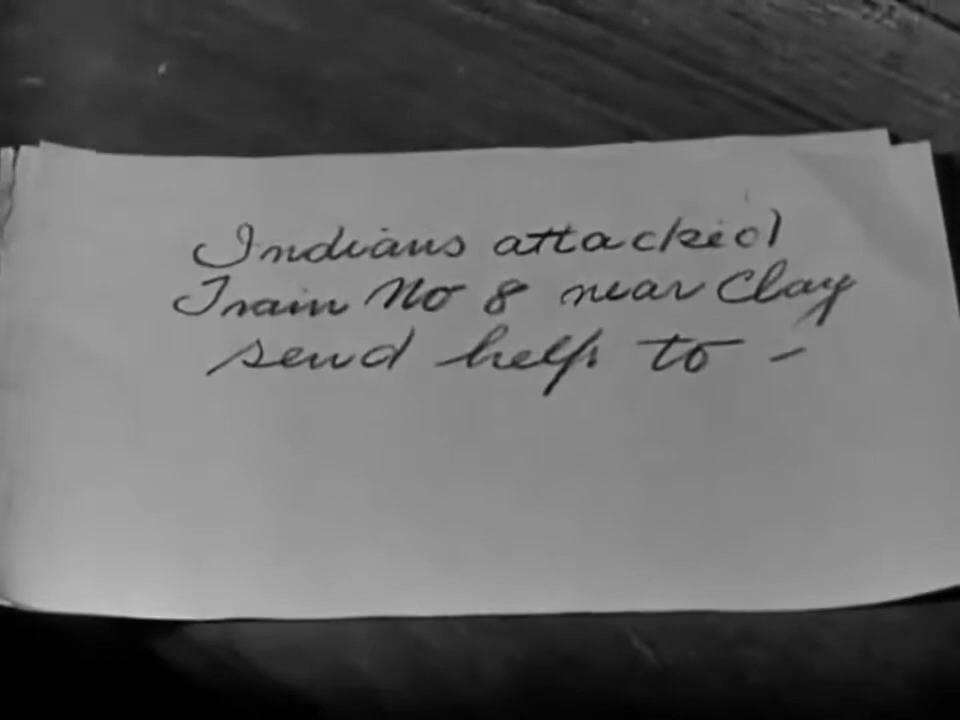 Indians attacked
Train No 8 near Clay
send help to -